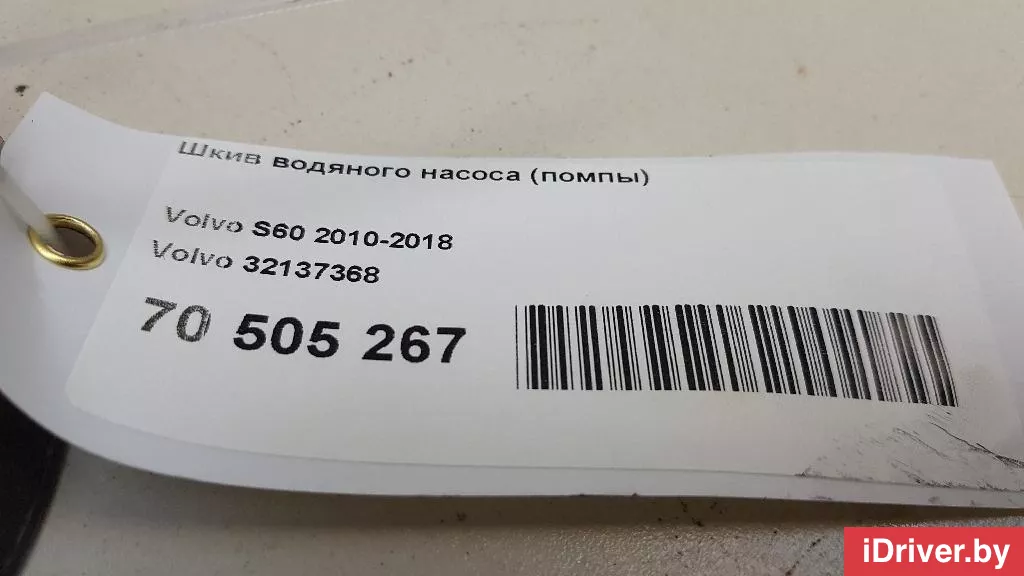 Шкив водяного насоса (помпы)
Volvo S60 2010-2018
Volvo 32137368
70 505 267
iDriver.by